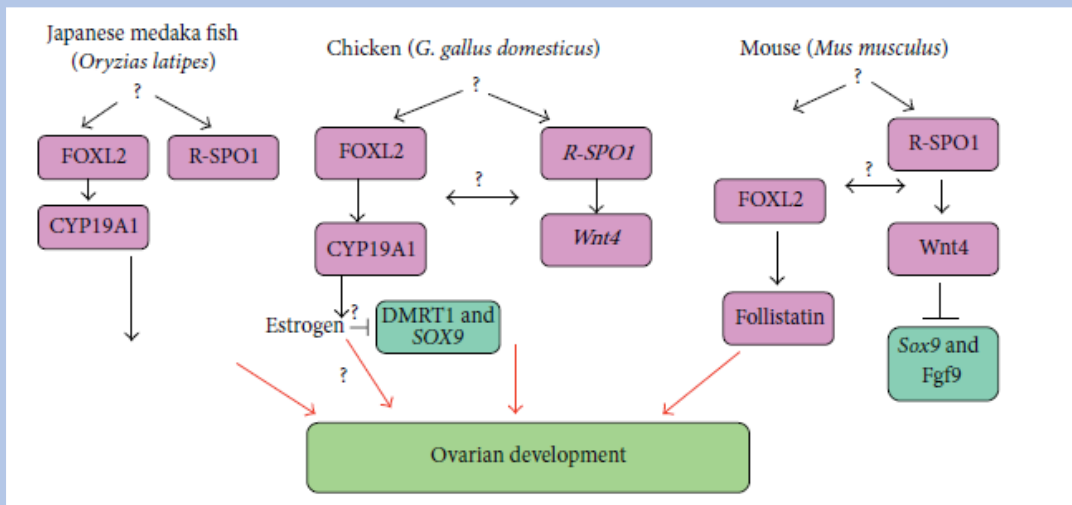 Japanese medaka fish
(Oryzias latipes)
?
FOXL2
R-SPO1
CYP19A1
Chicken (G. gallus domesticus)
?
FOXL2
R-SPO1
?
CYP19A1
Wnt4
Estrogen
?
DMRT1 and
SOX9
?
Mouse (Mus musculus)
?
R-SPO1
?
FOXL2
Wnt4
Follistatin
Sox9 and
Fgf9
Ovarian development